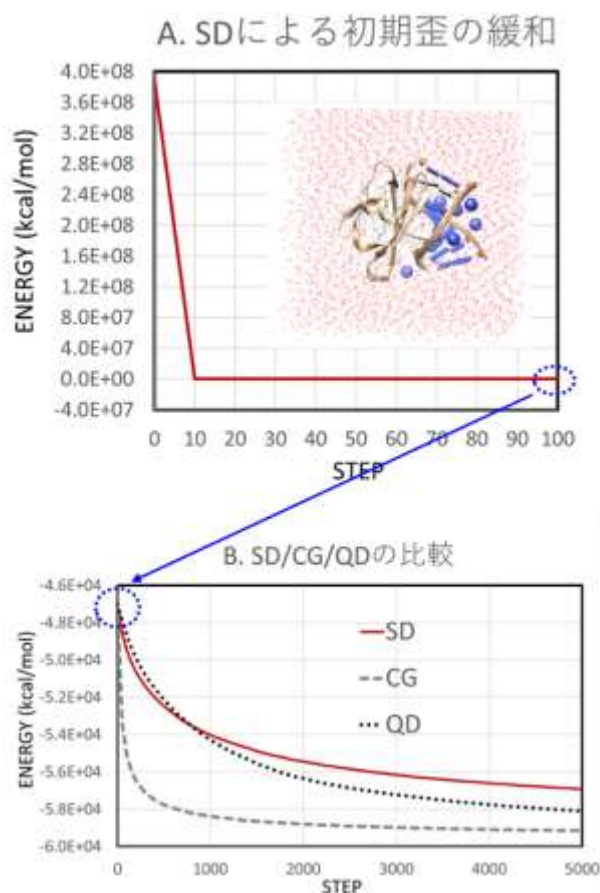 A. SDによる初期歪の緩和
ENERGY (kcal/mol)
4.0E+08
3.6E+08
3.2E+08
2.8E+08
2.4E+08
2.0E+08
1.6E+08
1.2E+08
8.0E+07
4.0E+07
0.0E+00
-4.0E+07
0 10 20 30 40 50 60 70 80 90 100
STEP
B. SD/CG/QDの比較
ENERGY (kcal/mol)
-4.6E+04
-4.8E+04
-5.0E+04
-5.2E+04
-5.4E+04
-5.6E+04
-5.8E+04
-6.0E+04
SD
CG
QD
0 1000 2000 3000 4000 5000
STEP